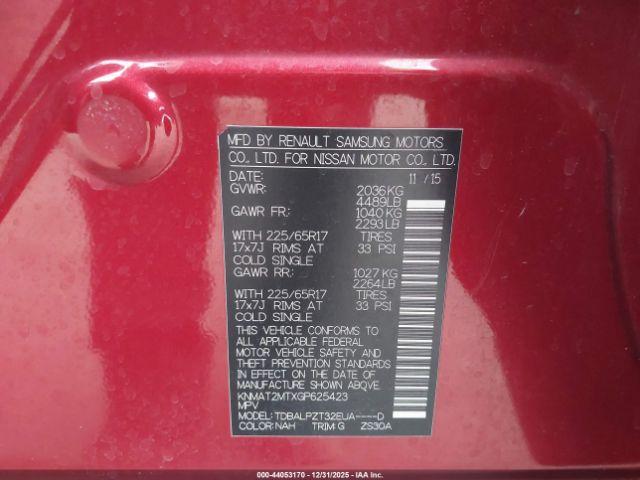 MFD BY RENAULT SAMSUNG MOTORS
CO., LTD. FOR NISSAN MOTOR CO., LTD.
DATE: 11 / 15
GVWR: 2036 KG
4489 LB
GAWR FR: 1040 KG
2293 LB
WITH 225/65R17 TIRES
17x7J RIMS AT 33 PSI
COLD SINGLE
GAWR RR: 1027 KG
2264 LB
WITH 225/65R17 TIRES
17x7J RIMS AT 33 PSI
COLD SINGLE
THIS VEHICLE CONFORMS TO
ALL APPLICABLE FEDERAL
MOTOR VEHICLE SAFETY AND
THEFT PREVENTION STANDARDS
IN EFFECT ON THE DATE OF
MANUFACTURE SHOWN ABOVE.
KNMAT2MTXGP625423
MPV
MODEL: TDBALPZT32EUA----D
COLOR: NAH TRIM G ZS30A
000-44053170 - 12/31/2025 - IAAI.COM